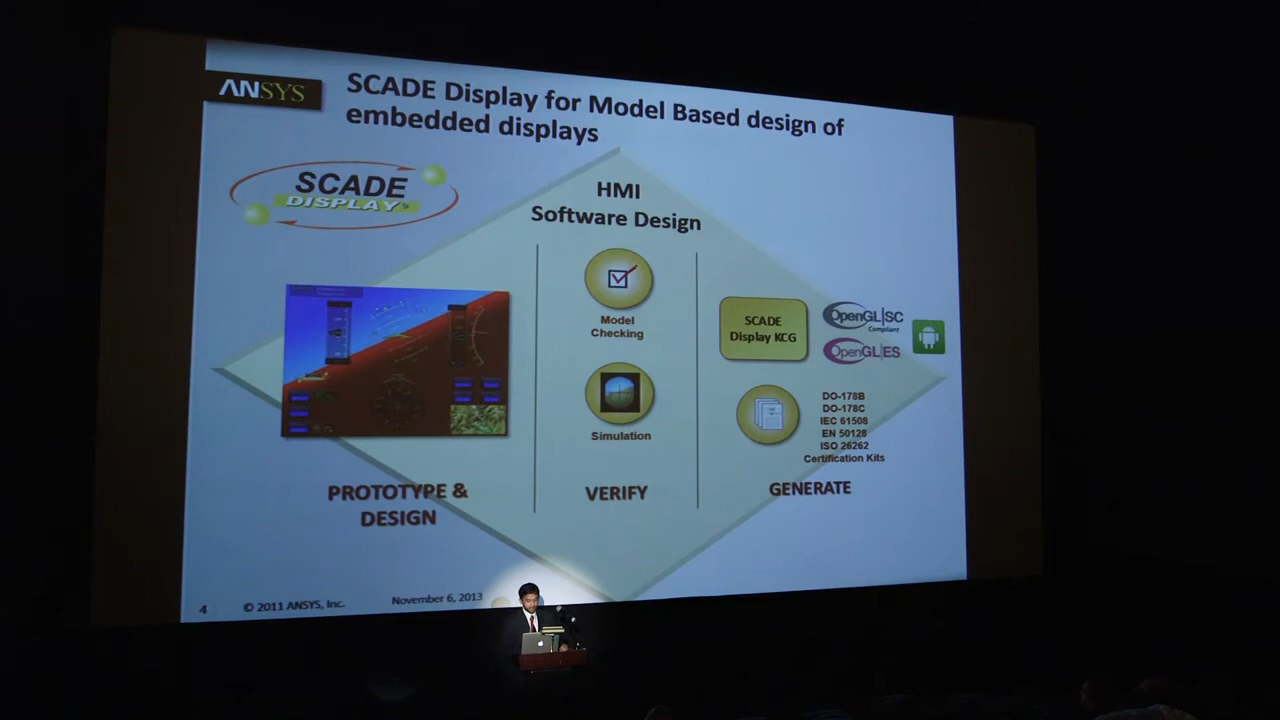 ANSYS
SCADE Display for Model Based design of
embedded displays
SCADE
DISPLAY
HMI
Software Design
Model
Checking
Simulation
SCADE
Display KCG
OpenGL|SC
Compliant
OpenGL|ES
DO-178B
DO-178C
IEC 61508
EN 50128
ISO 26262
Certification Kits
PROTOTYPE &
DESIGN
VERIFY
GENERATE
4
© 2011 ANSYS, Inc.
November 6, 2013